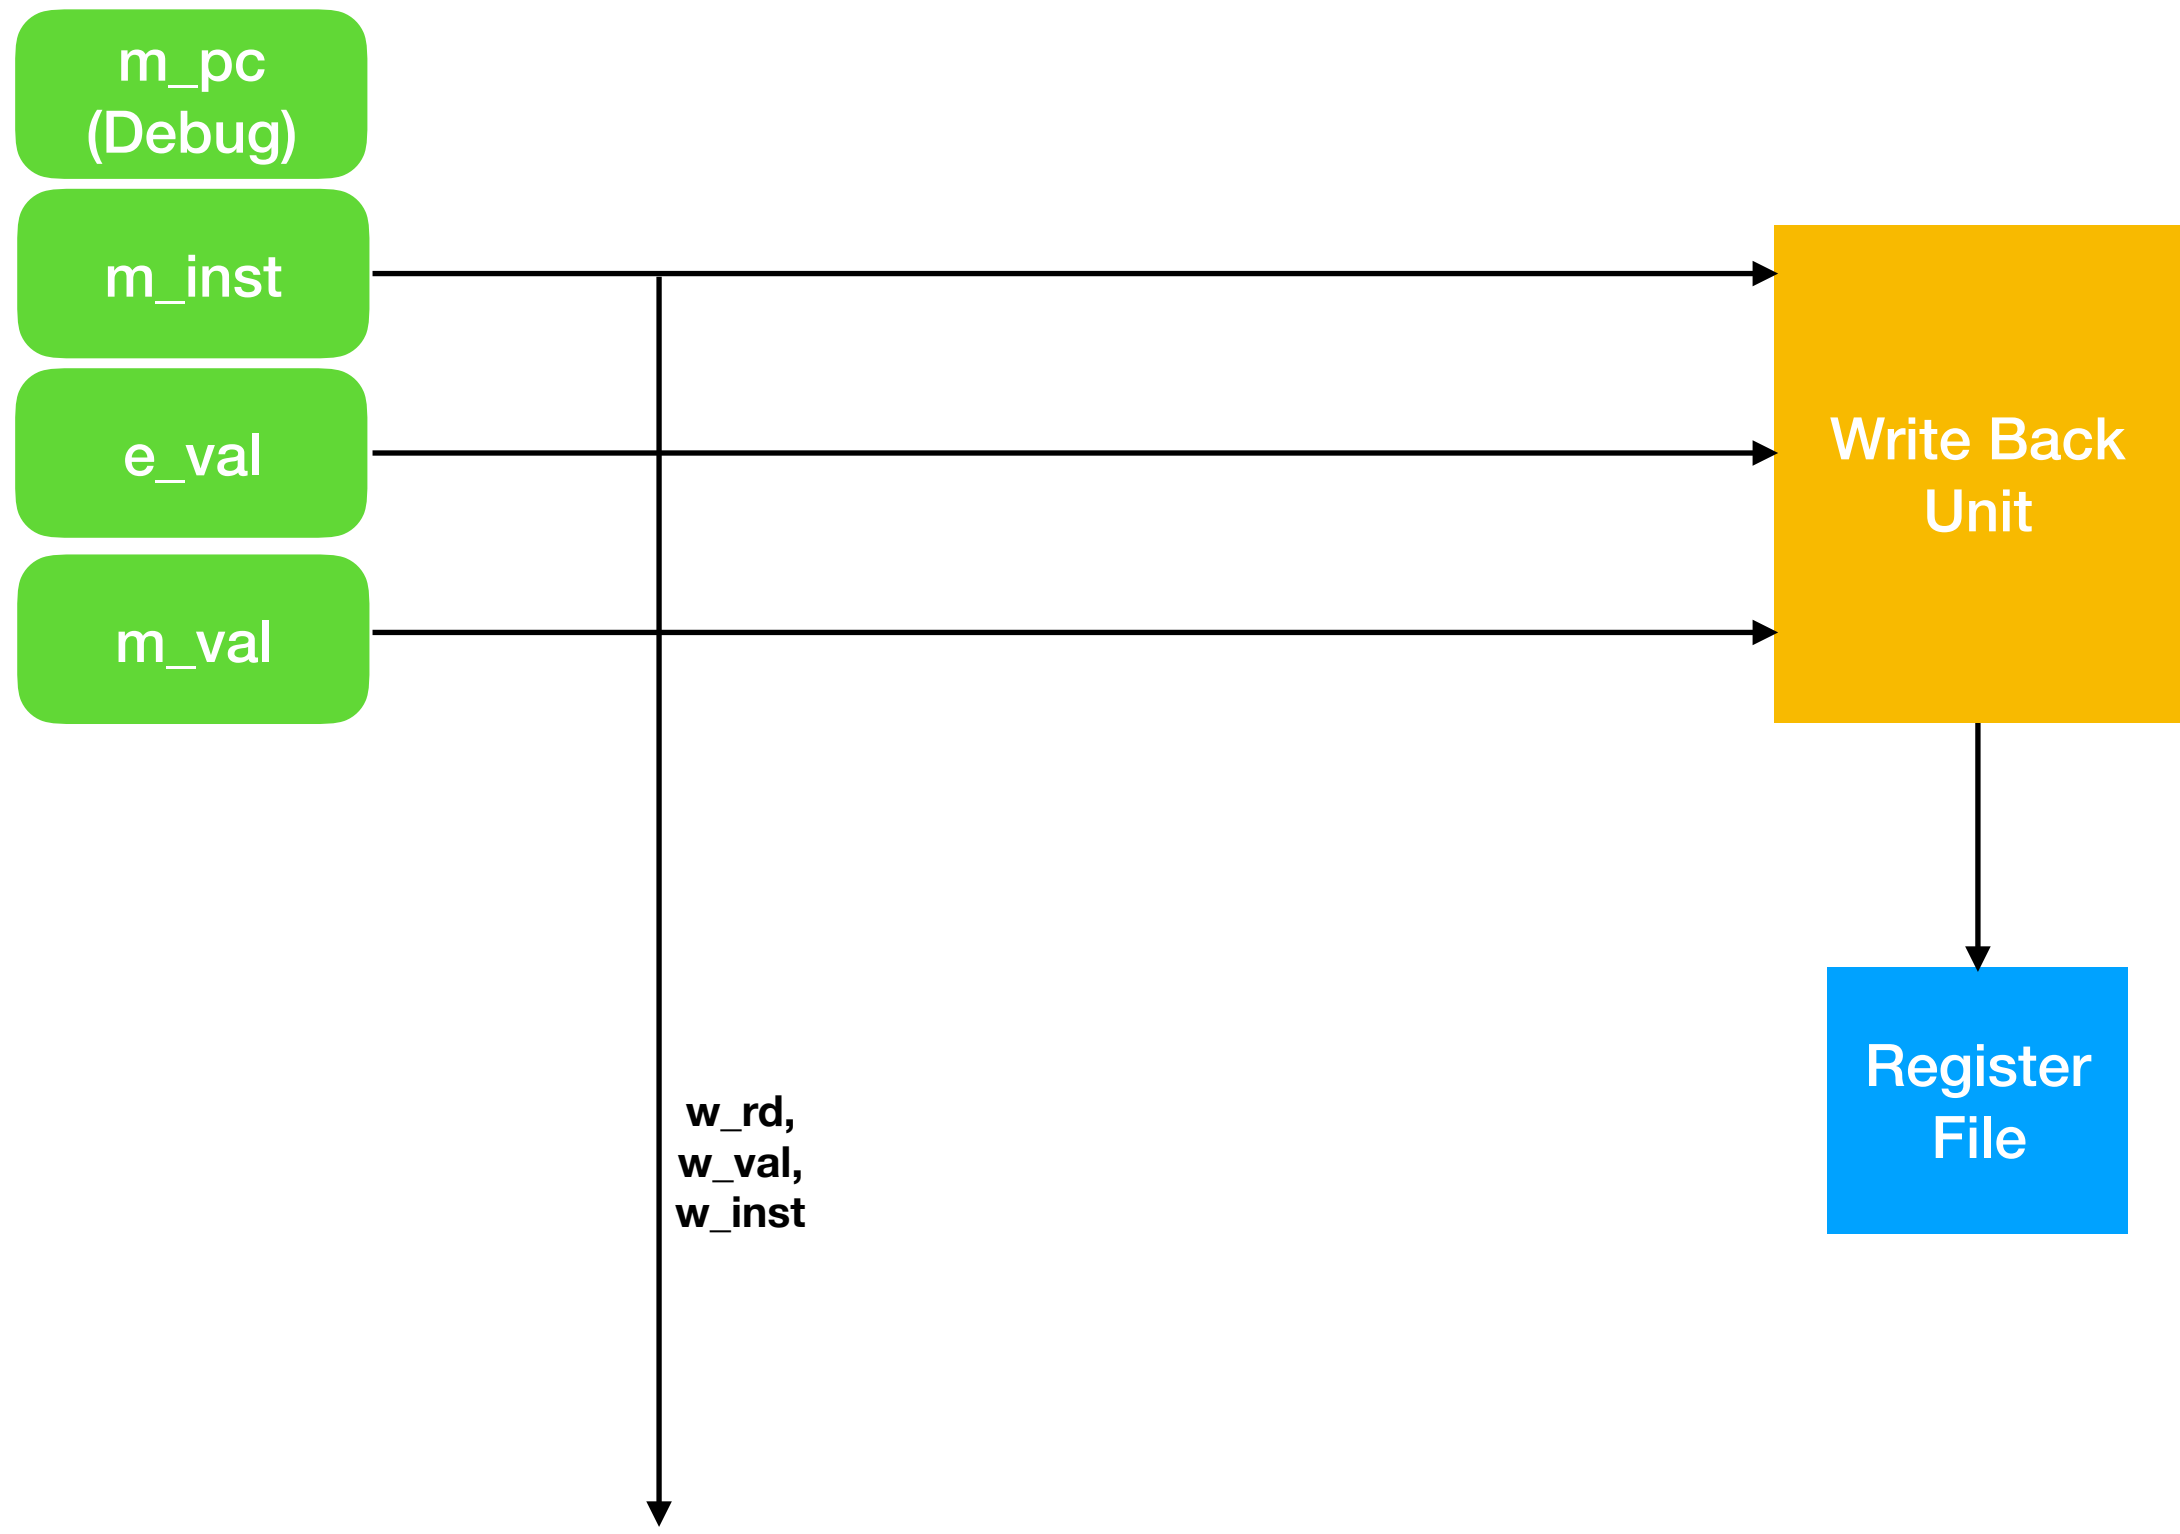 m_pc
(Debug)
m_inst
e_val
m_val
Write Back
Unit
Register
File
w_rd,
w_val,
w_inst